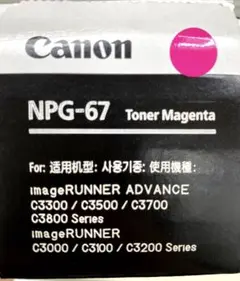 Canon
NPG-67 Toner Magenta
For: 适用机型: 사용기종: 使用機種:
imageRUNNER ADVANCE
C3300 / C3500 / C3700
C3800 Series
imageRUNNER
C3000 / C3100 / C3200 Series